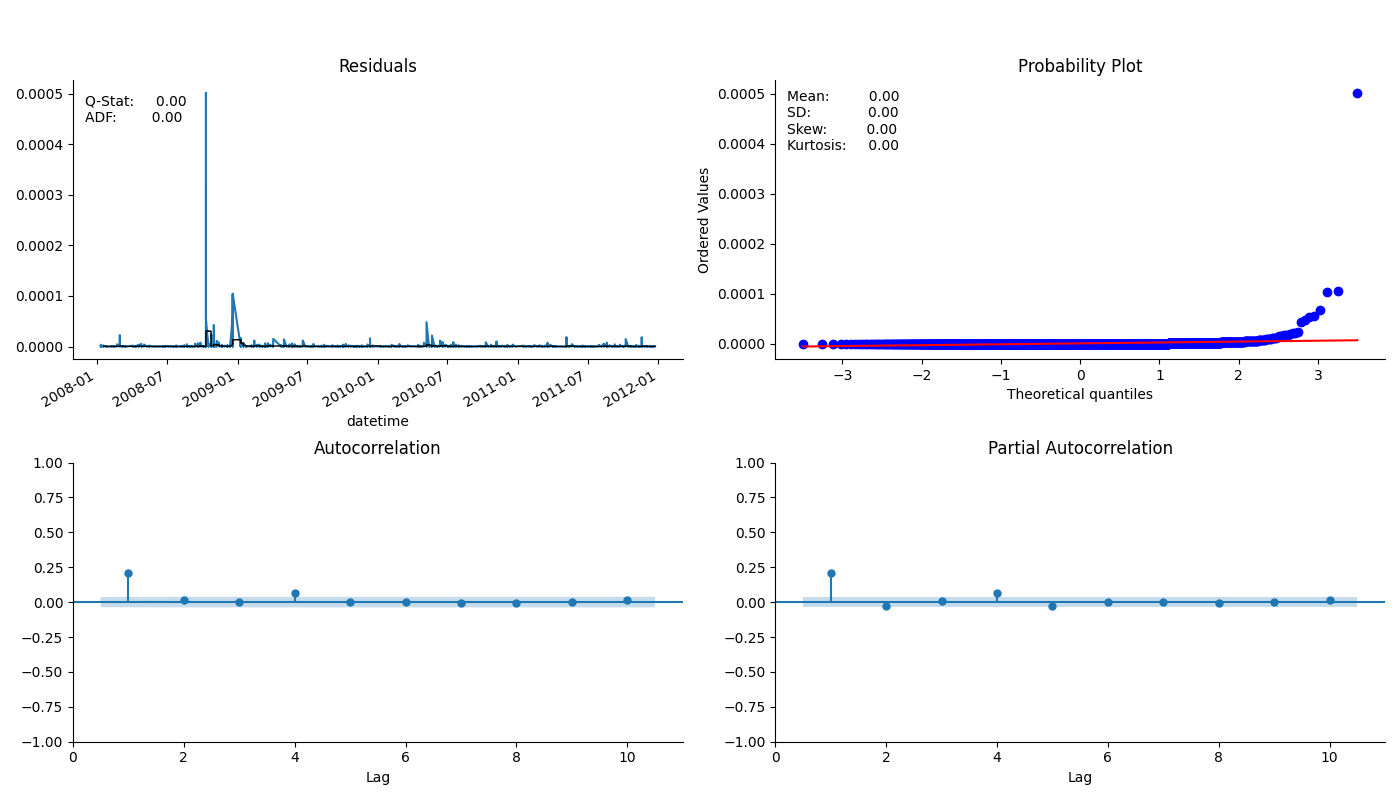 Residuals
Q-Stat: 0.00
ADF: 0.00
0.0005
0.0004
0.0003
0.0002
0.0001
0.0000
2008-01
2008-07
2009-01
2009-07
2010-01
2010-07
2011-01
2011-07
2012-01
datetime
Probability Plot
Mean: 0.00
SD: 0.00
Skew: 0.00
Kurtosis: 0.00
Ordered Values
0.0005
0.0004
0.0003
0.0002
0.0001
0.0000
−3 −2 −1 0 1 2 3
Theoretical quantiles
Autocorrelation
1.00
0.75
0.50
0.25
0.00
−0.25
−0.50
−0.75
−1.00
0 2 4 6 8 10
Lag
Partial Autocorrelation
1.00
0.75
0.50
0.25
0.00
−0.25
−0.50
−0.75
−1.00
0 2 4 6 8 10
Lag